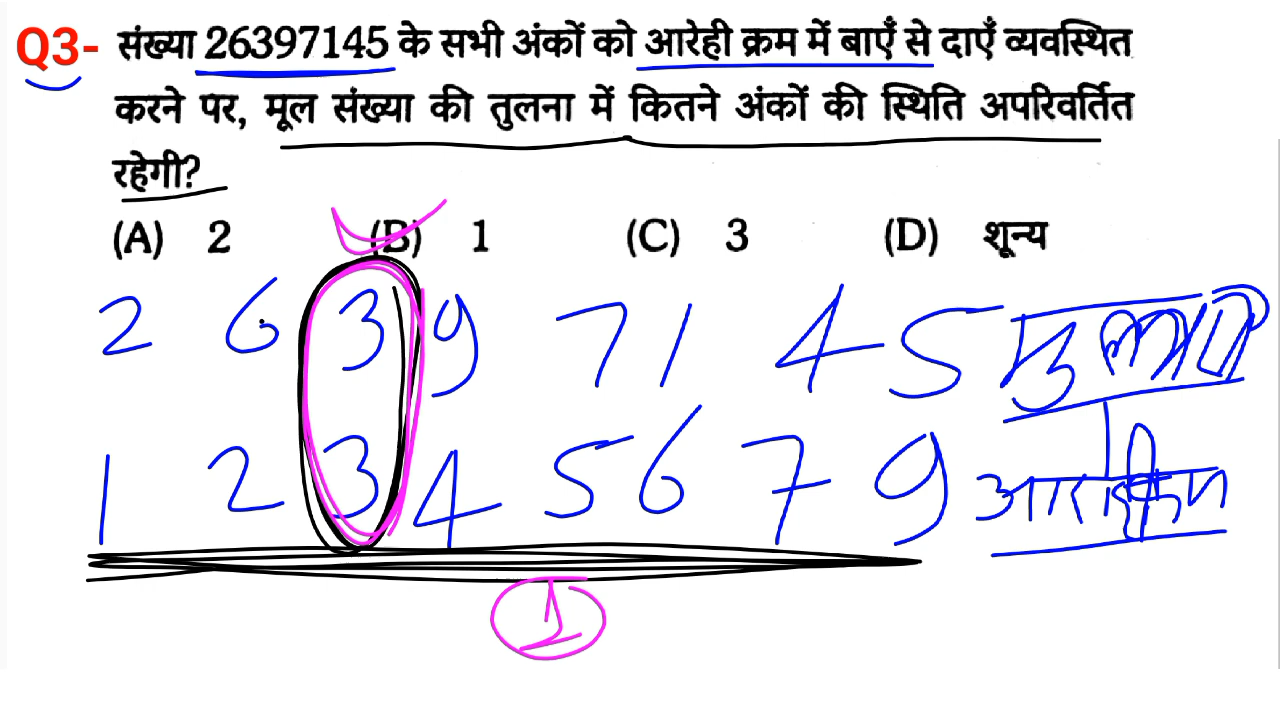 Q3- संख्या 26397145 के सभी अंकों को आरेही क्रम में बाएँ से दाएँ व्यवस्थित
करने पर, मूल संख्या की तुलना में कितने अंकों की स्थिति अपरिवर्तित
रहेगी?
(A) 2 (B) 1 (C) 3 (D) शून्य
2 6 3 9 7 1 4 5
1 2 3 4 5 6 7 9
1